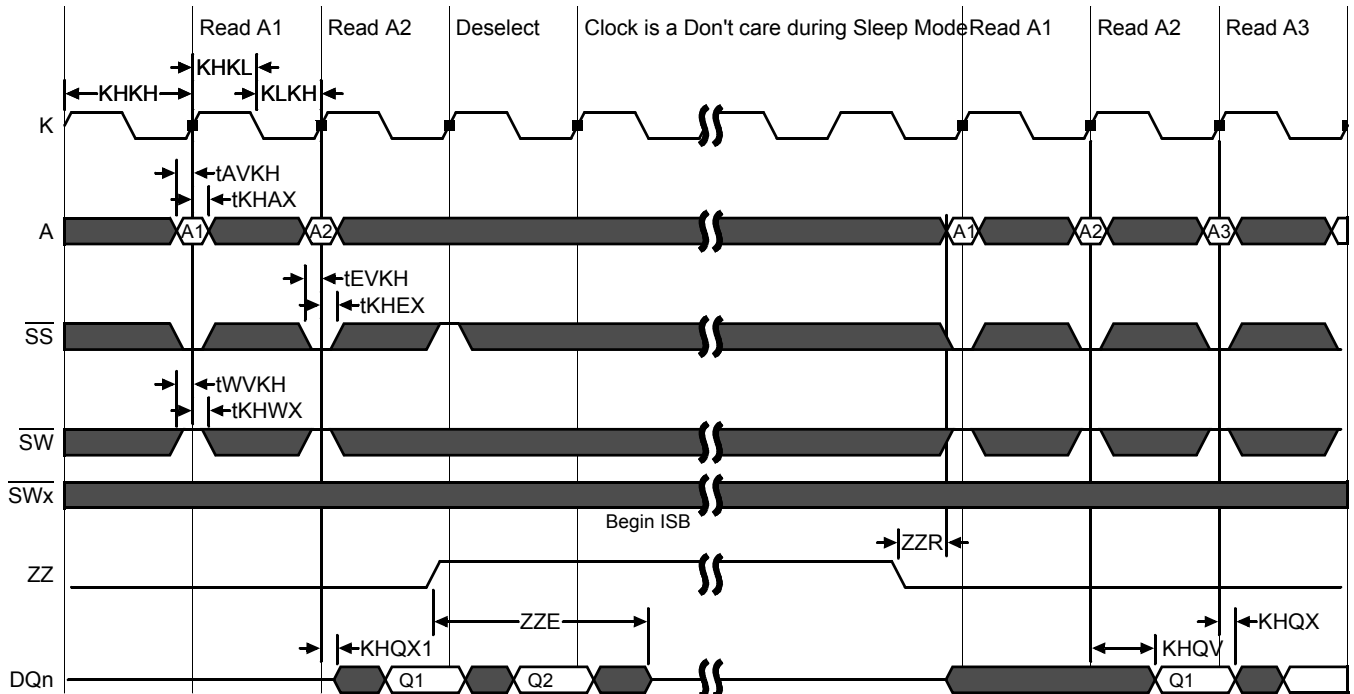 Read A1 Read A2 Deselect Clock is a Don't care during Sleep Mode Read A1 Read A2 Read A3
KHKL
KHKH KLKH
K
tAVKH
tKHAX
A A1 A2 A1 A2 A3
tEVKH
tKHEX
SS
tWVKH
tKHWX
SW
SWx
Begin ISB
ZZR
ZZ
ZZE
KHQX1 KHQV KHQX
DQn Q1 Q2 Q1